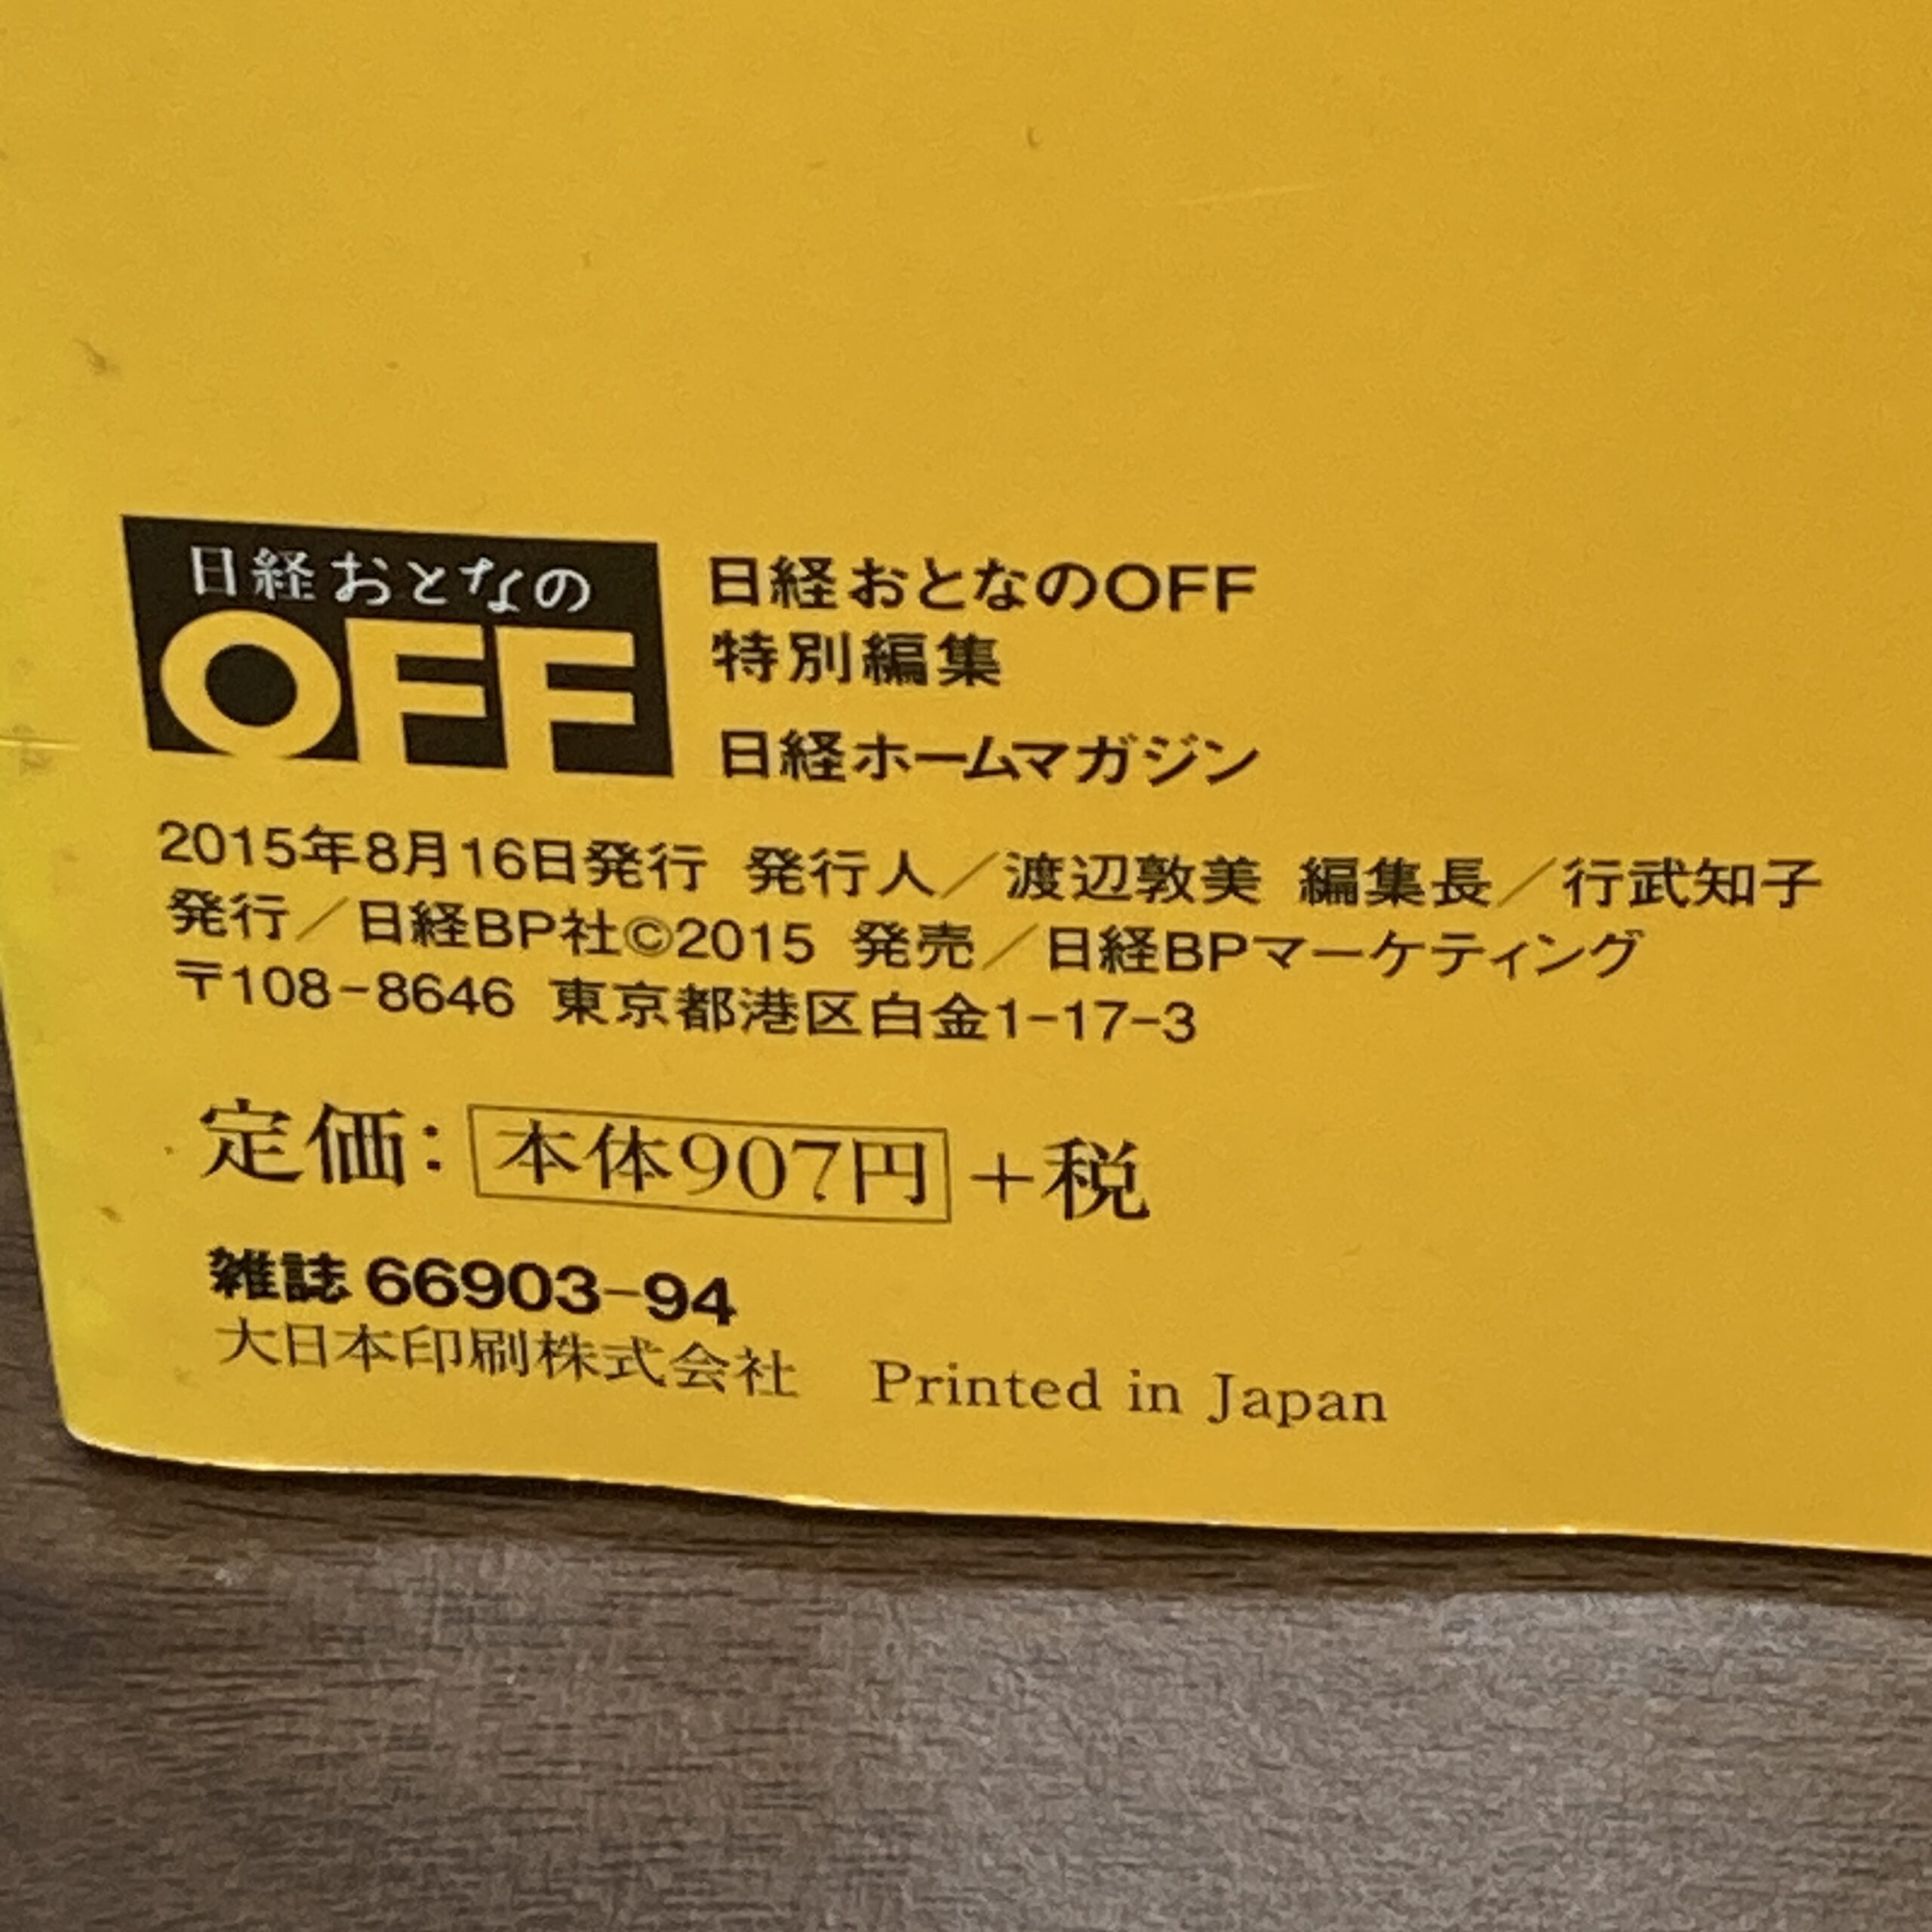 日経おとなの
OFF
日経おとなのOFF
特別編集
日経ホームマガジン
2015年8月16日発行 発行人／渡辺敦美 編集長／行武知子
発行／日経BP社©2015 発売／日経BPマーケティング
〒108-8646 東京都港区白金1-17-3
定価：本体907円＋税
雑誌 66903-94
大日本印刷株式会社　Printed in Japan